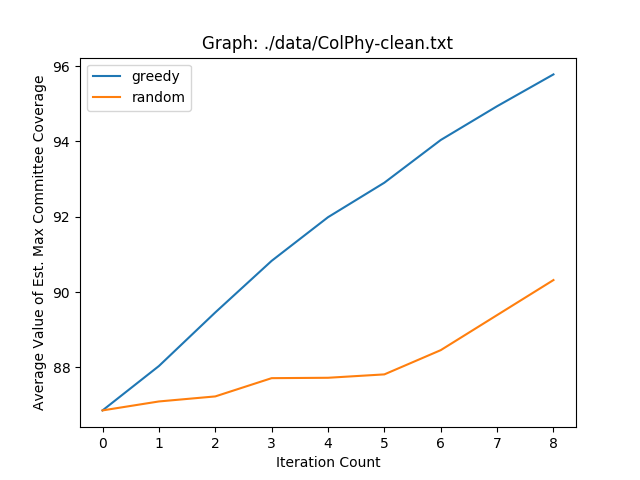 Graph: ./data/ColPhy-clean.txt
greedy
random
Average Value of Est. Max Committee Coverage
96
94
92
90
88
0 1 2 3 4 5 6 7 8
Iteration Count